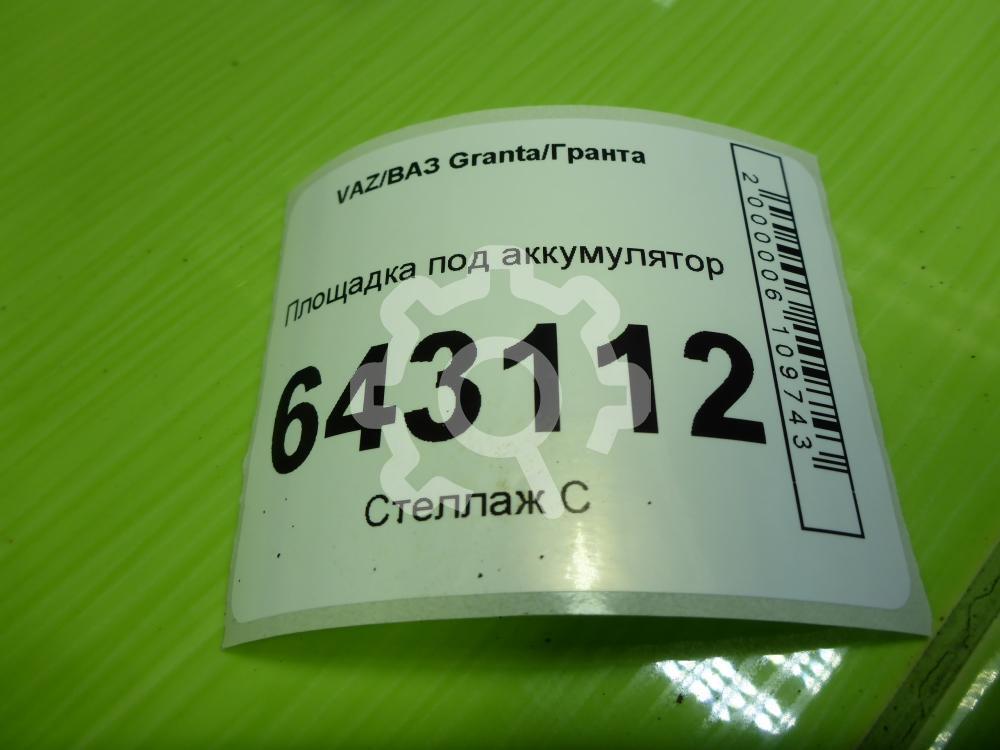 VAZ/ВАЗ Granta/Гранта
Площадка под аккумулятор
643112
Стеллаж С
2000006109743